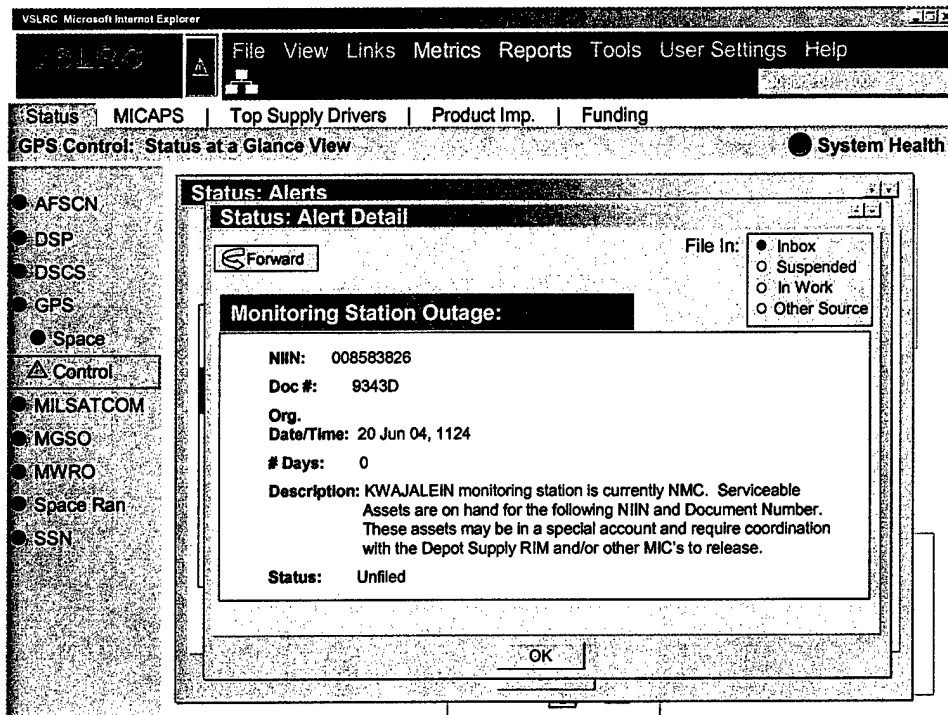 VSLRC Microsoft Internet Explorer
VSLRC
File View Links Metrics Reports Tools User Settings Help
Status | MICAPS | Top Supply Drivers | Product Imp. | Funding
GPS Control: Status at a Glance View
System Health
AFSCN
DSP
DSCS
GPS
Space
Control
MILSATCOM
MGSO
MWRO
Space Ran
SSN
Status: Alerts
Status: Alert Detail
Forward
File In:
Inbox
Suspended
In Work
Other Source
Monitoring Station Outage:
NIIN: 008583826
Doc #: 9343D
Org.
Date/Time: 20 Jun 04, 1124
# Days: 0
Description: KWAJALEIN monitoring station is currently NMC. Serviceable
Assets are on hand for the following NIIN and Document Number.
These assets may be in a special account and require coordination
with the Depot Supply RIM and/or other MIC's to release.
Status: Unfiled
OK